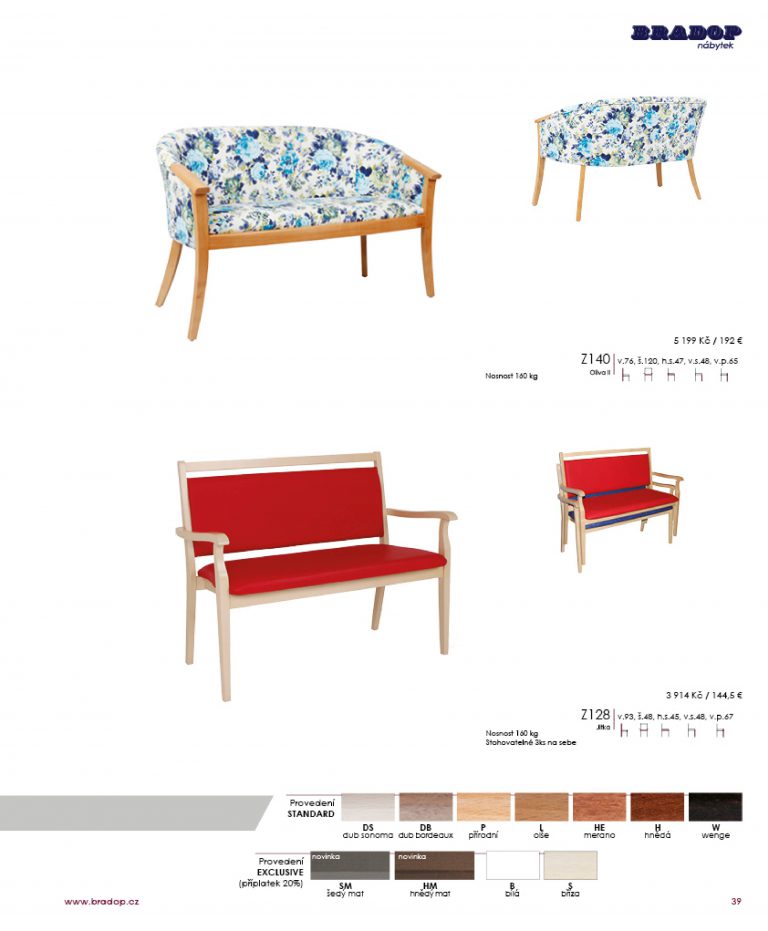 BRADOP
nábytek
5 199 Kč / 192 €
Z140 v.76, š.120, h.s.47, v.s.48, v.p.65
Oliva II
Nosnost 160 kg
3 914 Kč / 144,5 €
Z128 v.93, š.48, h.s.45, v.s.48, v.p.67
Jitka
Nosnost 160 kg
Stohovatelné 3ks na sebe
Provedení
STANDARD
DS DB P L HE H W
dub sonoma dub bordeaux přírodní olše merano hnědá wenge
Provedení
EXCLUSIVE
(příplatek 20%)
novinka novinka
SM HM B S
šedý mat hnědý mat bílá bříza
www.bradop.cz
39